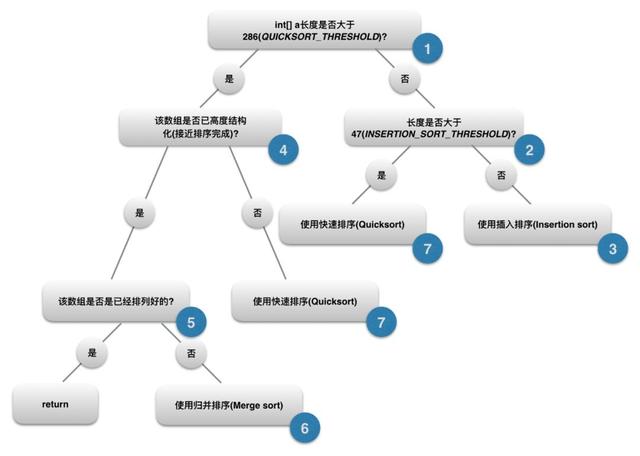 int[] a长度是否大于
286(QUICKSORT_THRESHOLD)?
1
是
否
该数组是否已高度结构
化(接近排序完成)?
4
长度是否大于
47(INSERTION_SORT_THRESHOLD)?
2
是
否
是
否
使用快速排序(Quicksort)
7
使用插入排序(Insertion sort)
3
该数组是否是已经排列好的?
5
使用快速排序(Quicksort)
7
是
否
return
使用归并排序(Merge sort)
6